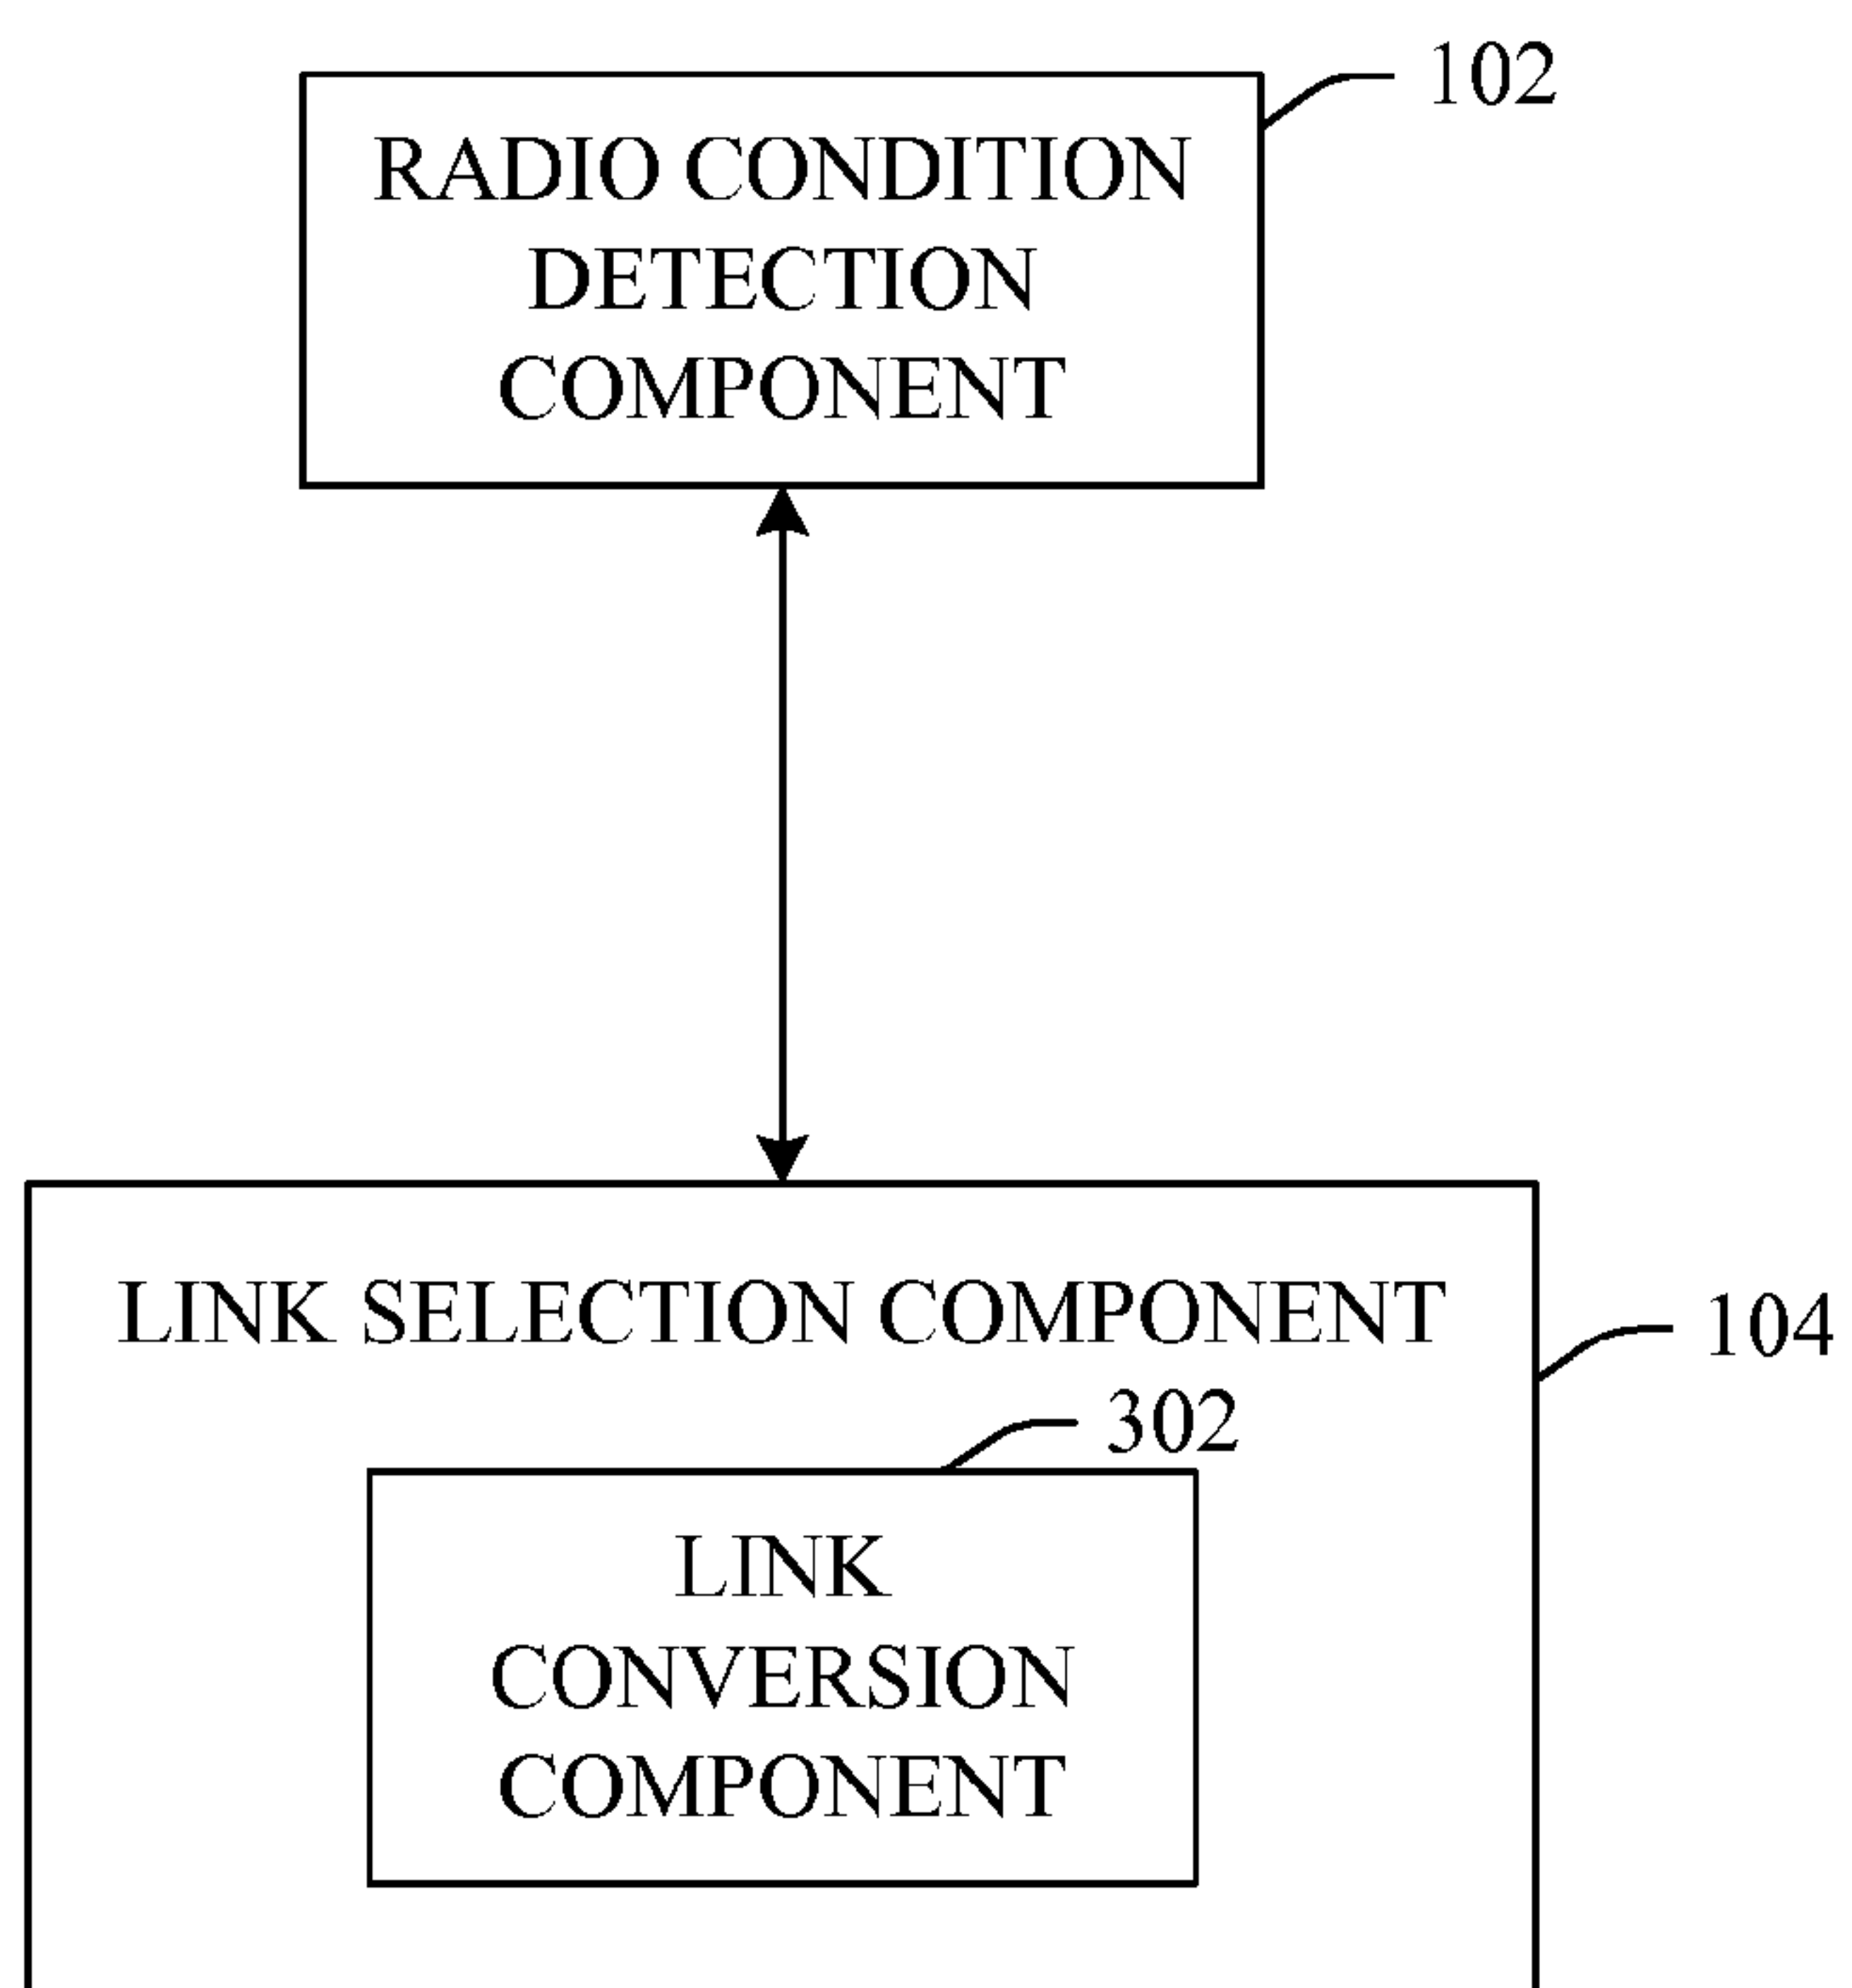 102
RADIO CONDITION
DETECTION
COMPONENT
LINK SELECTION COMPONENT
104
302
LINK
CONVERSION
COMPONENT